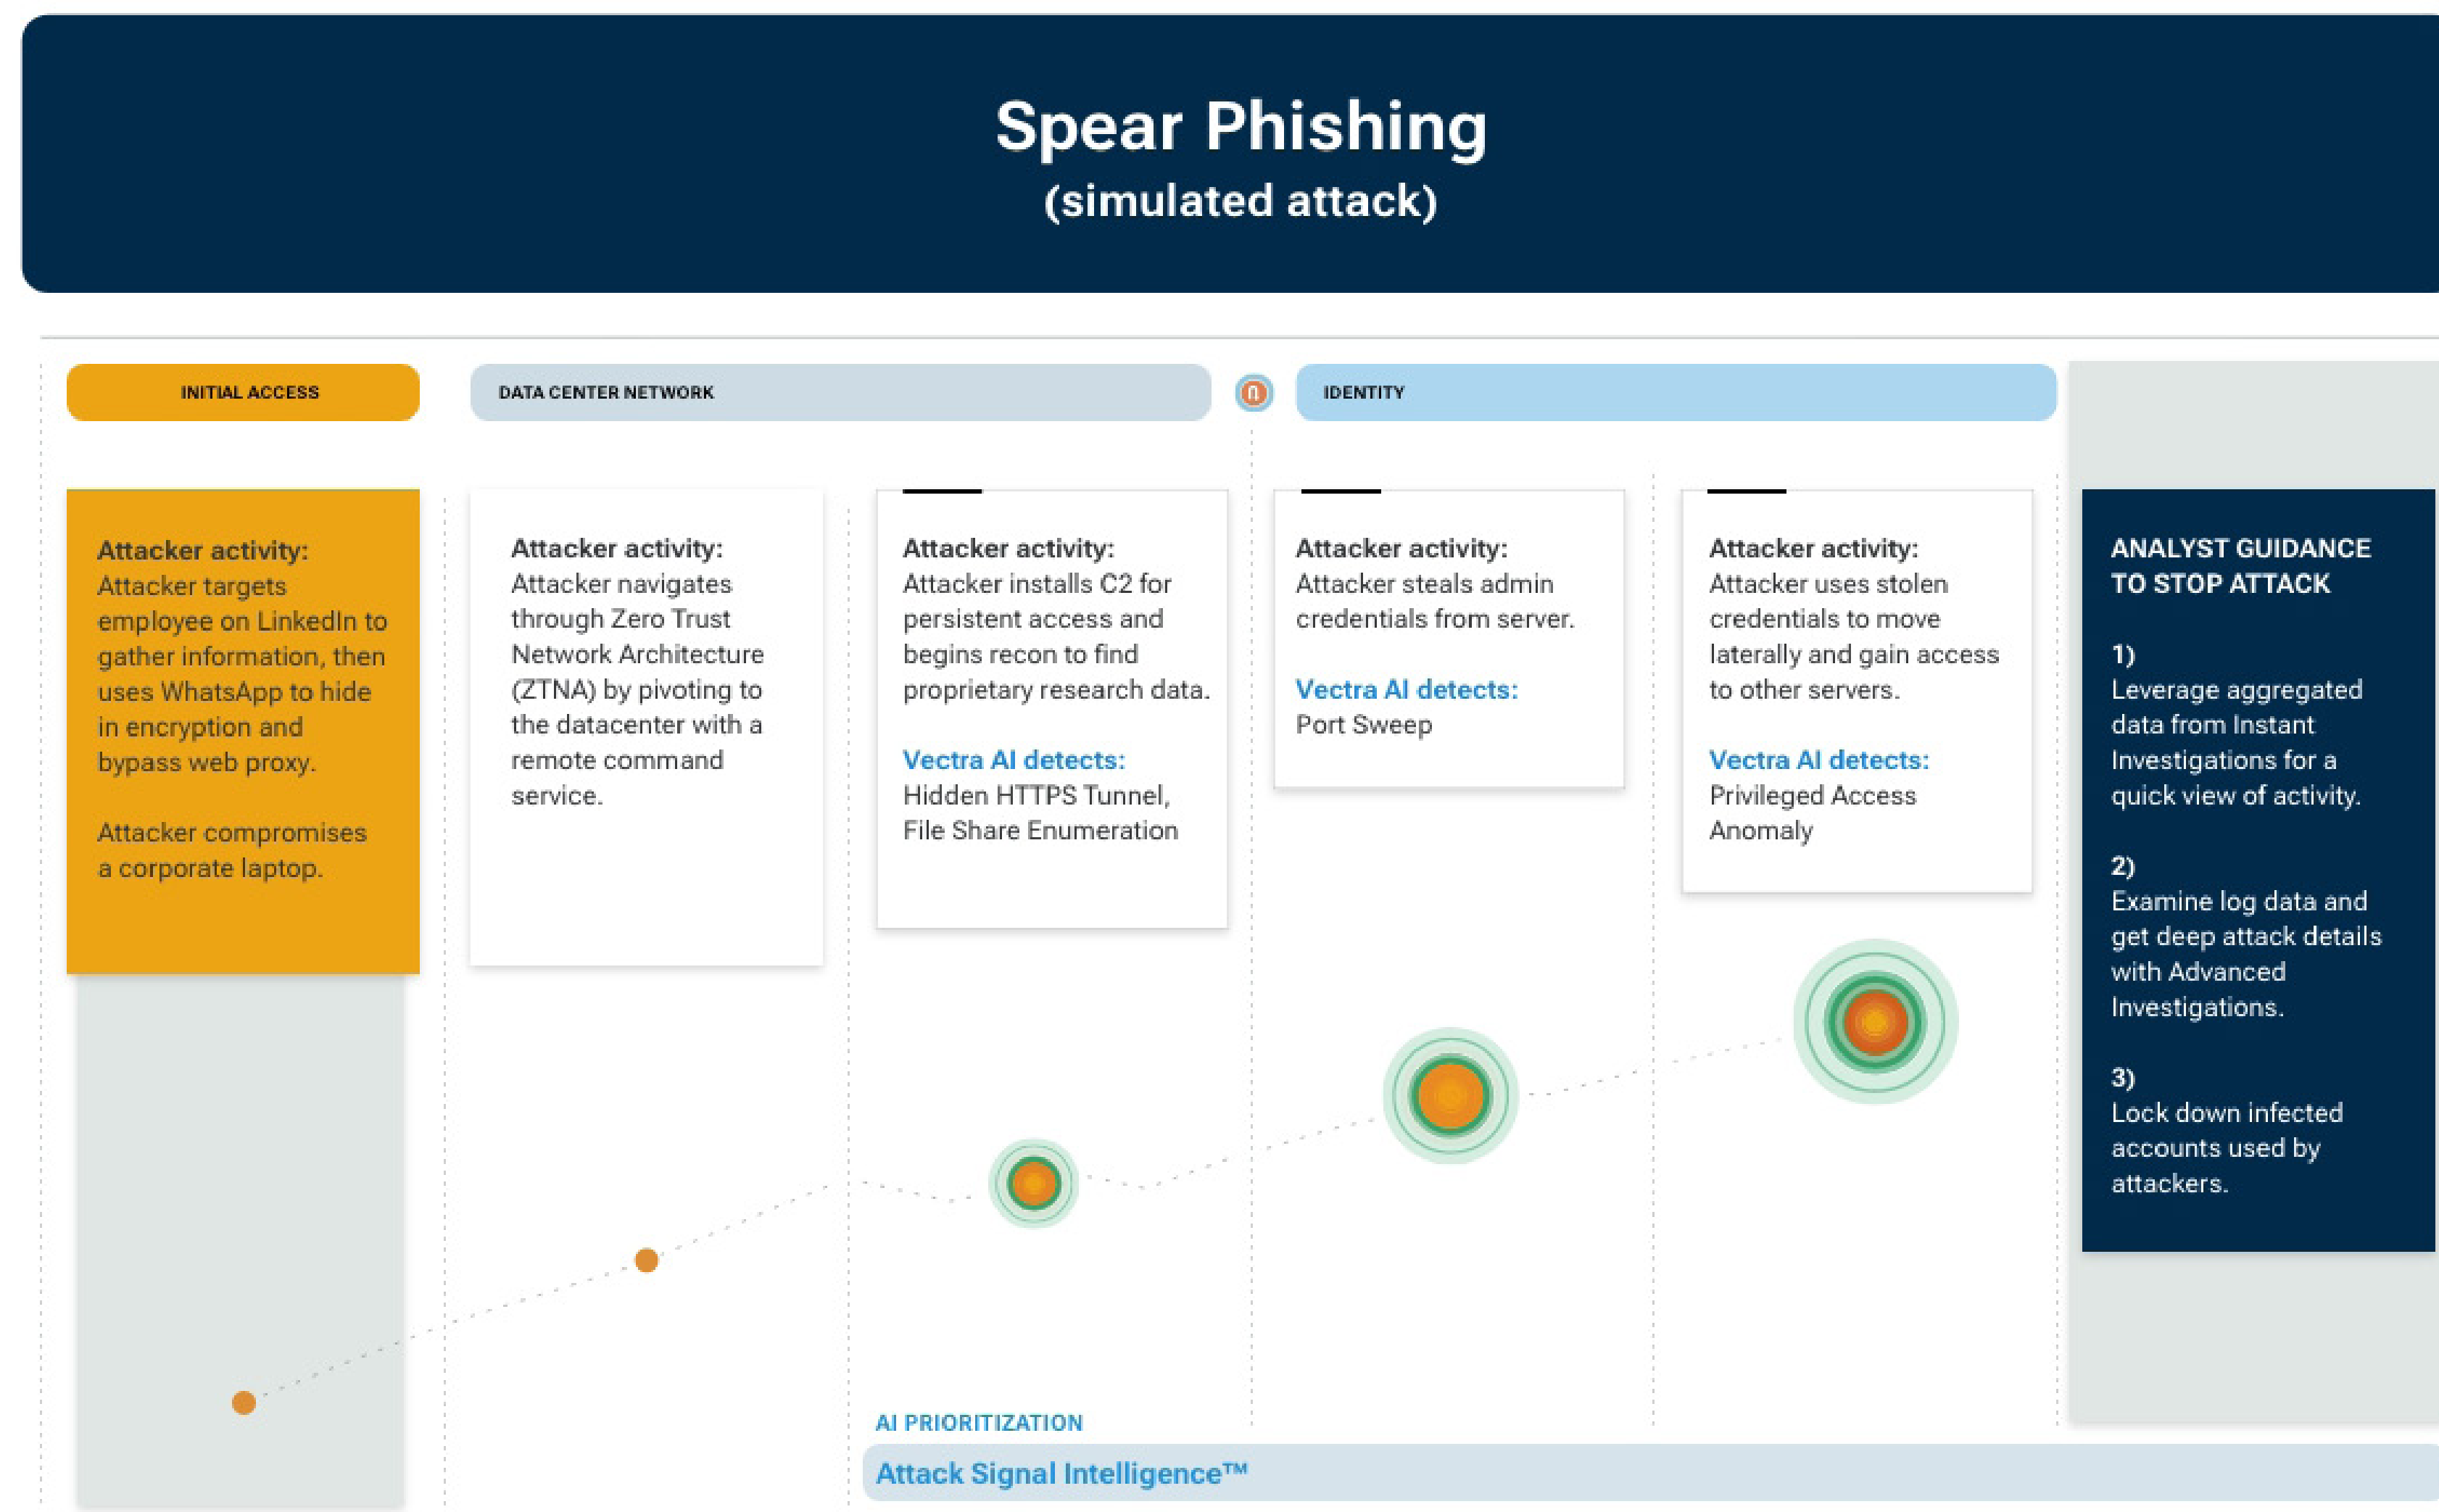 Spear Phishing
(simulated attack)
INITIAL ACCESS
DATA CENTER NETWORK
IDENTITY
Attacker activity:
Attacker targets
employee on LinkedIn to
gather information, then
uses WhatsApp to hide
in encryption and
bypass web proxy.
Attacker compromises
a corporate laptop.
Attacker activity:
Attacker navigates
through Zero Trust
Network Architecture
(ZTNA) by pivoting to
the datacenter with a
remote command
service.
Attacker activity:
Attacker installs C2 for
persistent access and
begins recon to find
proprietary research data.
Vectra AI detects:
Hidden HTTPS Tunnel,
File Share Enumeration
Attacker activity:
Attacker steals admin
credentials from server.
Vectra AI detects:
Port Sweep
Attacker activity:
Attacker uses stolen
credentials to move
laterally and gain access
to other servers.
Vectra AI detects:
Privileged Access
Anomaly
ANALYST GUIDANCE
TO STOP ATTACK
1)
Leverage aggregated
data from Instant
Investigations for a
quick view of activity.
2)
Examine log data and
get deep attack details
with Advanced
Investigations.
3)
Lock down infected
accounts used by
attackers.
AI PRIORITIZATION
Attack Signal Intelligence™